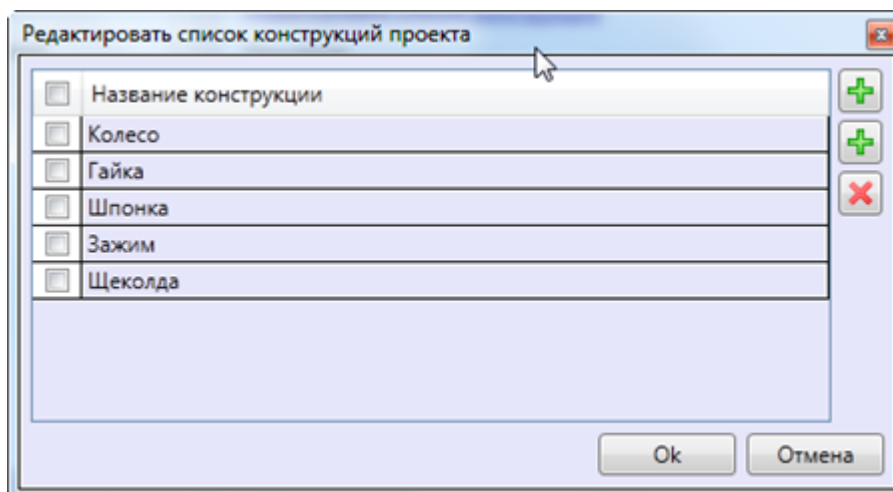 Редактировать список конструкций проекта
Название конструкции
Колесо
Гайка
Шпонка
Зажим
Щеколда
Ok
Отмена